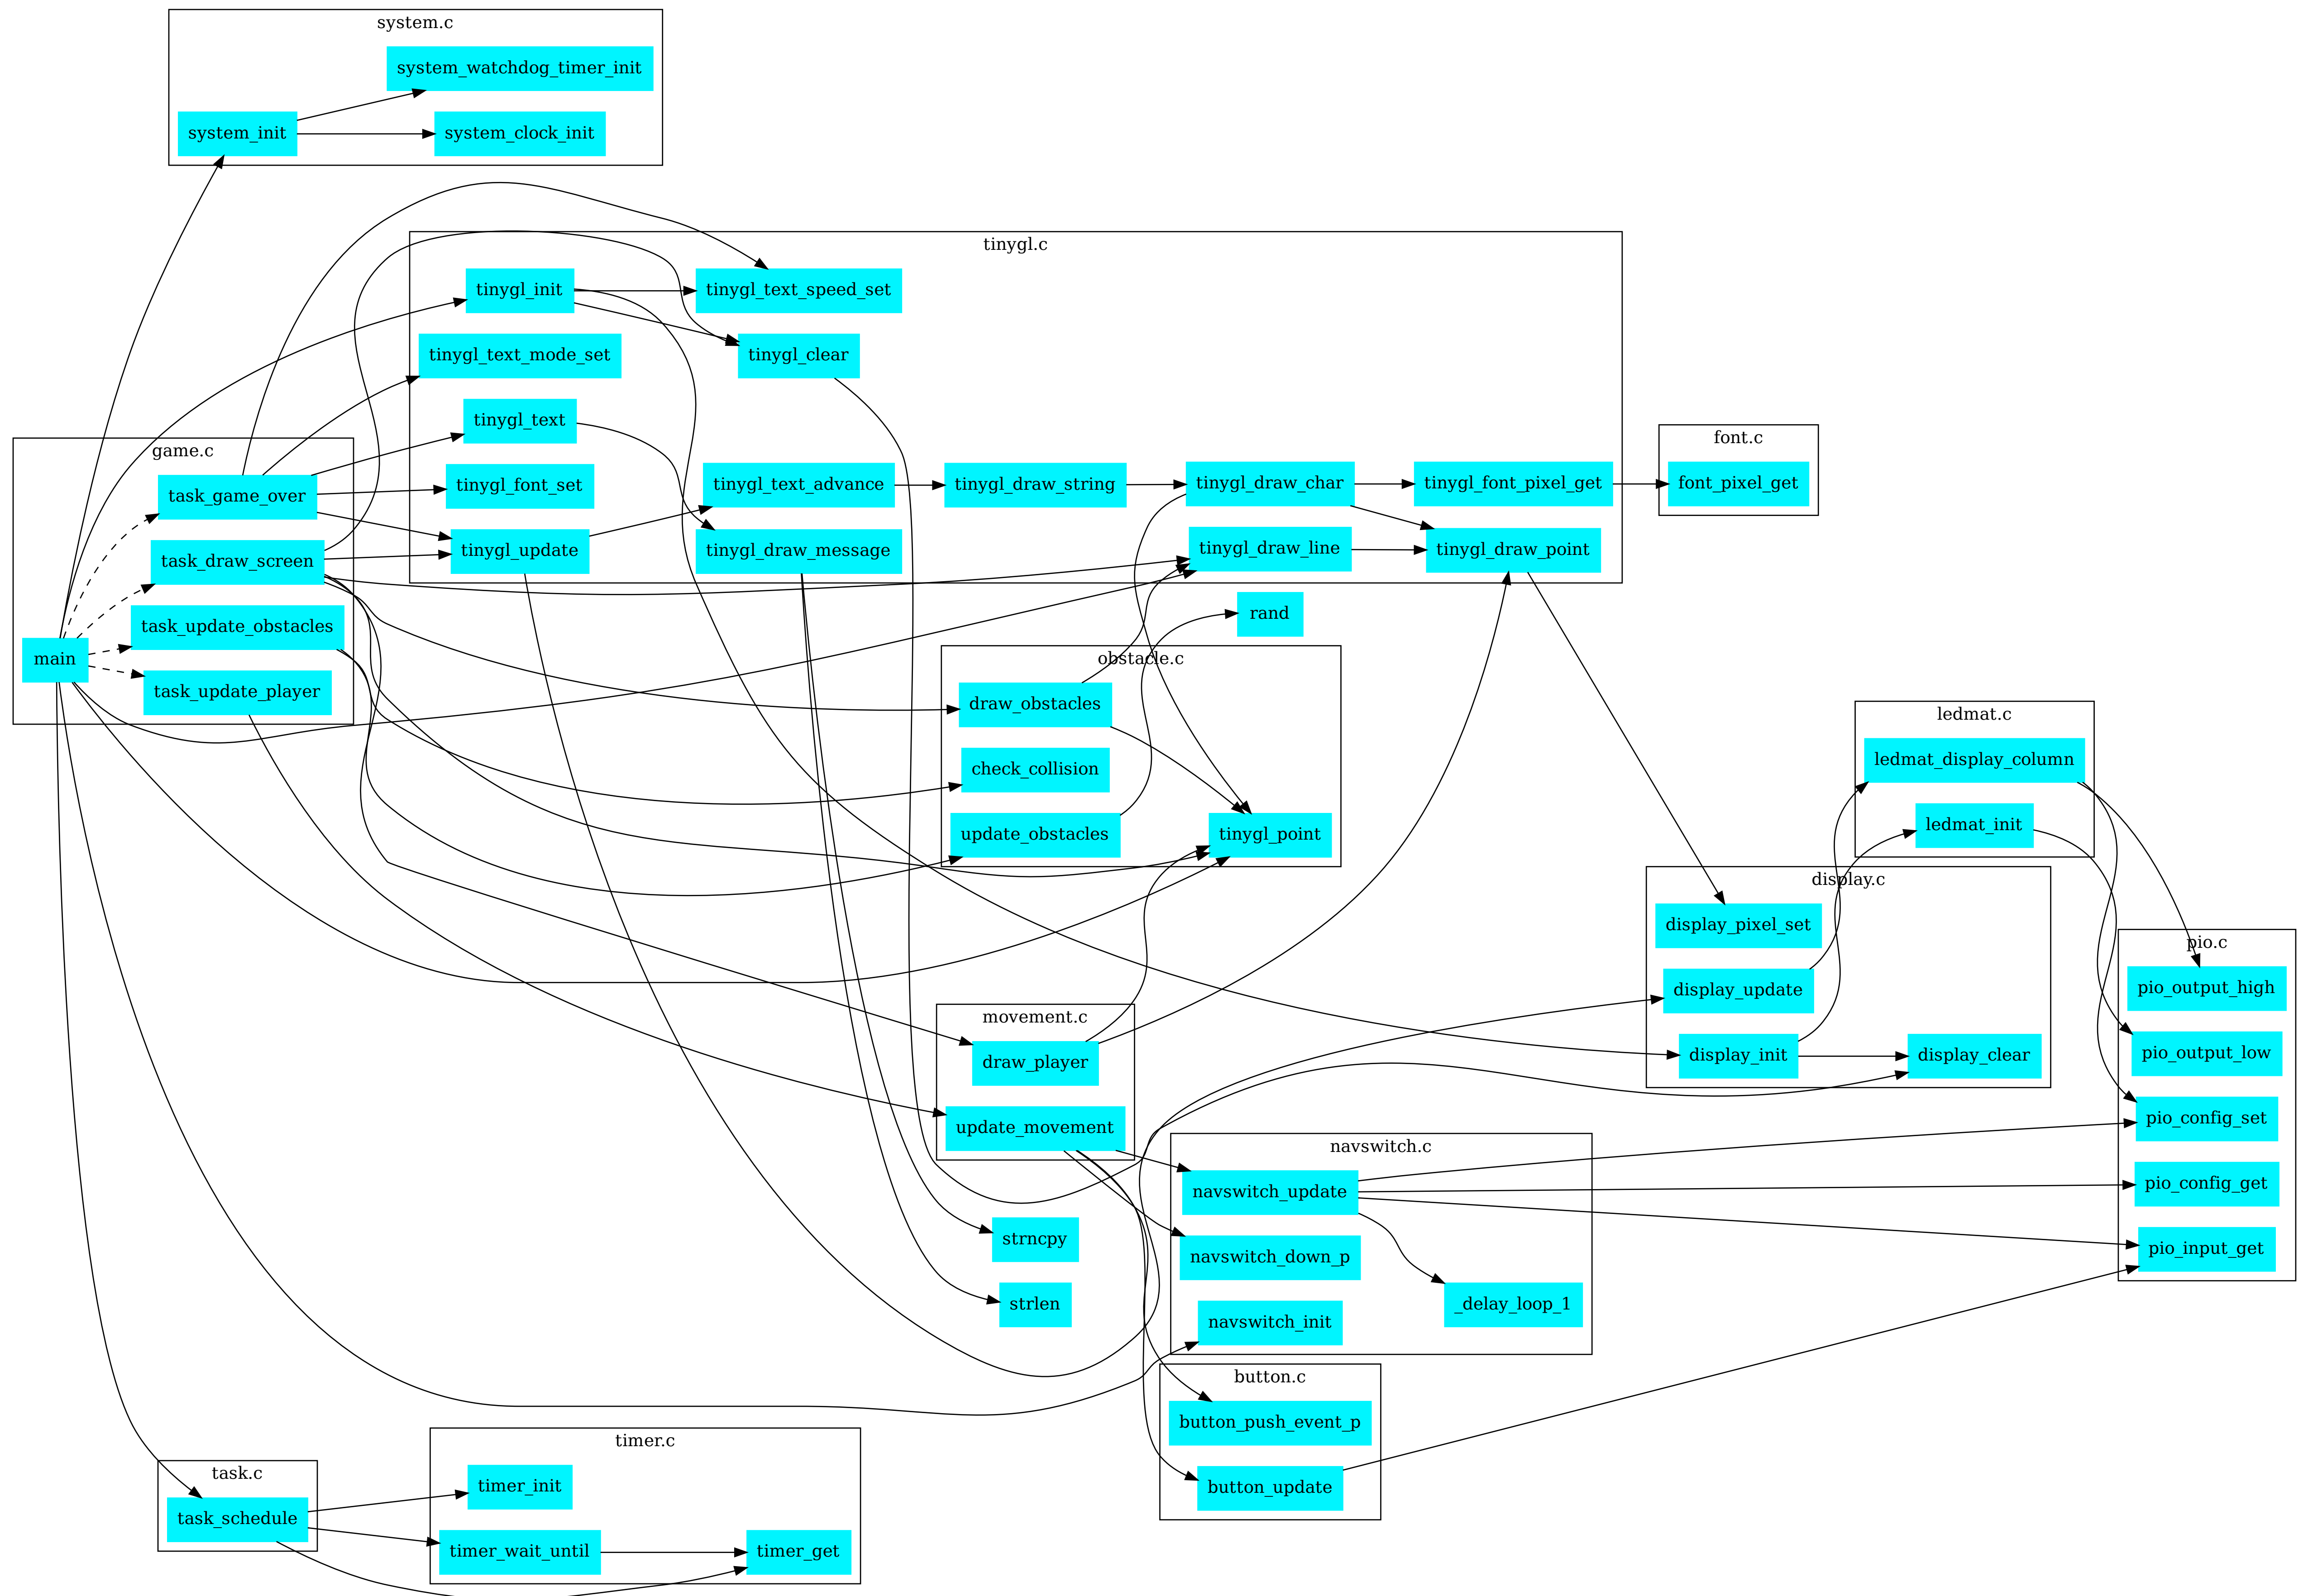 system.c
system_watchdog_timer_init
system_init
system_clock_init
tinygl.c
tinygl_init
tinygl_text_speed_set
tinygl_text_mode_set
tinygl_clear
tinygl_text
tinygl_font_set
tinygl_text_advance
tinygl_draw_string
tinygl_draw_char
tinygl_font_pixel_get
tinygl_update
tinygl_draw_message
tinygl_draw_line
tinygl_draw_point
font.c
font_pixel_get
game.c
task_game_over
task_draw_screen
task_update_obstacles
main
task_update_player
rand
obstacle.c
draw_obstacles
check_collision
update_obstacles
tinygl_point
ledmat.c
ledmat_display_column
ledmat_init
display.c
display_pixel_set
display_update
display_init
display_clear
pio.c
pio_output_high
pio_output_low
pio_config_set
pio_config_get
pio_input_get
movement.c
draw_player
update_movement
navswitch.c
navswitch_update
navswitch_down_p
_delay_loop_1
navswitch_init
strncpy
strlen
button.c
button_push_event_p
button_update
timer.c
timer_init
timer_wait_until
timer_get
task.c
task_schedule